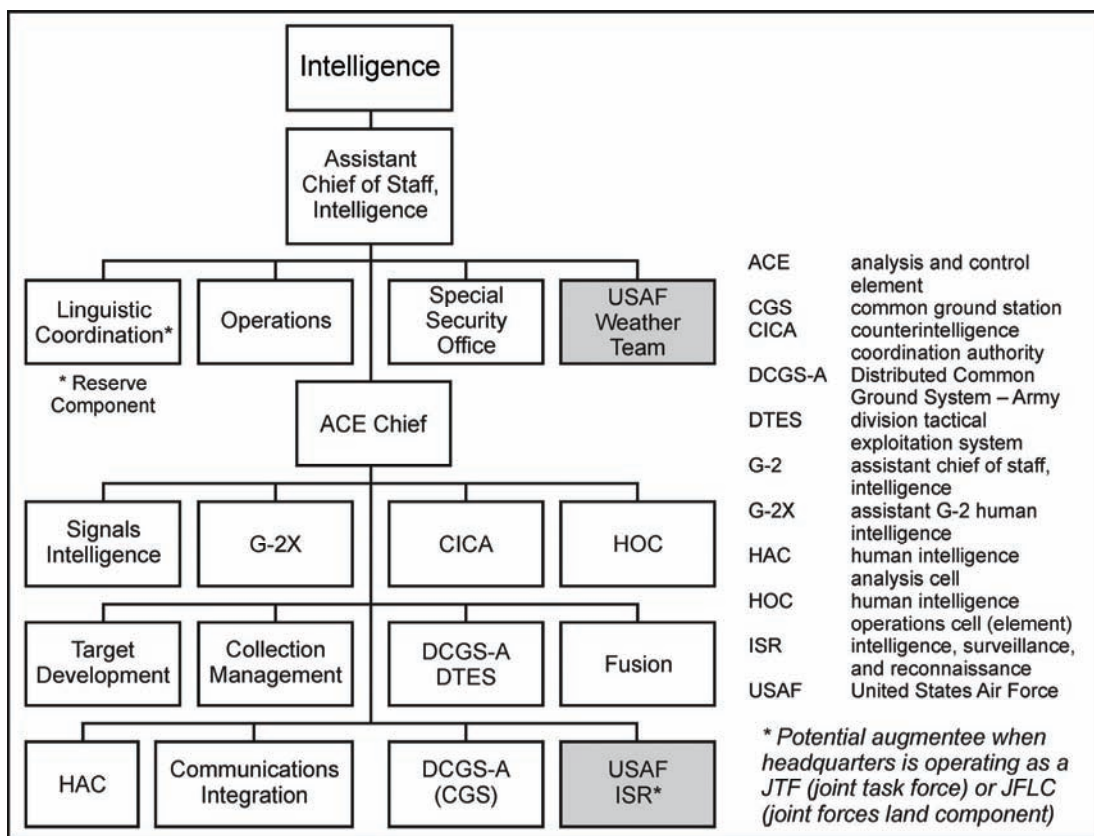 Intelligence
Assistant
Chief of Staff,
Intelligence
Linguistic
Coordination*
Operations
Special
Security
Office
USAF
Weather
Team
* Reserve
Component
ACE Chief
Signals
Intelligence
G-2X
CICA
HOC
Target
Development
Collection
Management
DCGS-A
DTES
Fusion
HAC
Communications
Integration
DCGS-A
(CGS)
USAF
ISR*
ACE analysis and control
element
CGS common ground station
CICA counterintelligence
coordination authority
DCGS-A Distributed Common
Ground System – Army
DTES division tactical
exploitation system
G-2 assistant chief of staff,
intelligence
G-2X assistant G-2 human
intelligence
HAC human intelligence
analysis cell
HOC human intelligence
operations cell (element)
ISR intelligence, surveillance,
and reconnaissance
USAF United States Air Force
* Potential augmentee when
headquarters is operating as a
JTF (joint task force) or JFLC
(joint forces land component)